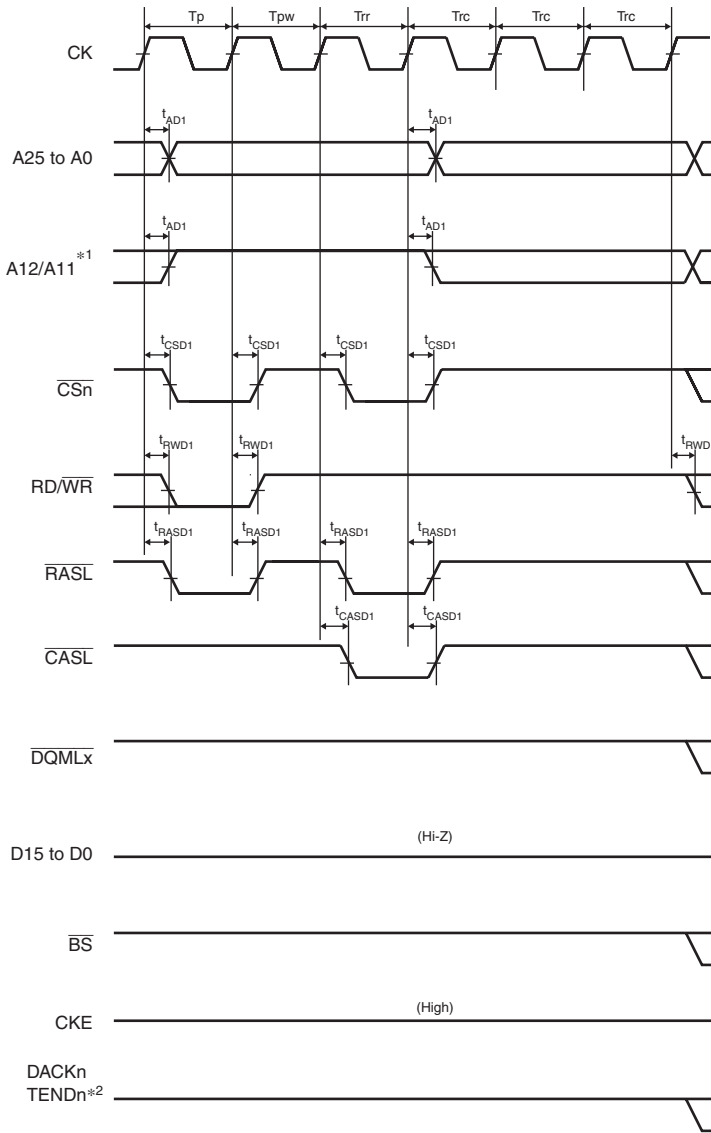 Tp Tpw Trr Trc Trc Trc
CK
tAD1 tAD1
A25 to A0
tAD1 tAD1
A12/A11*1
tCSD1 tCSD1 tCSD1 tCSD1
CSn
tRWD1 tRWD1 tRWD
RD/WR
tRASD1 tRASD1 tRASD1 tRASD1
RASL
tCASD1 tCASD1
CASL
DQMLx
(Hi-Z)
D15 to D0
BS
(High)
CKE
DACKn
TENDn*2